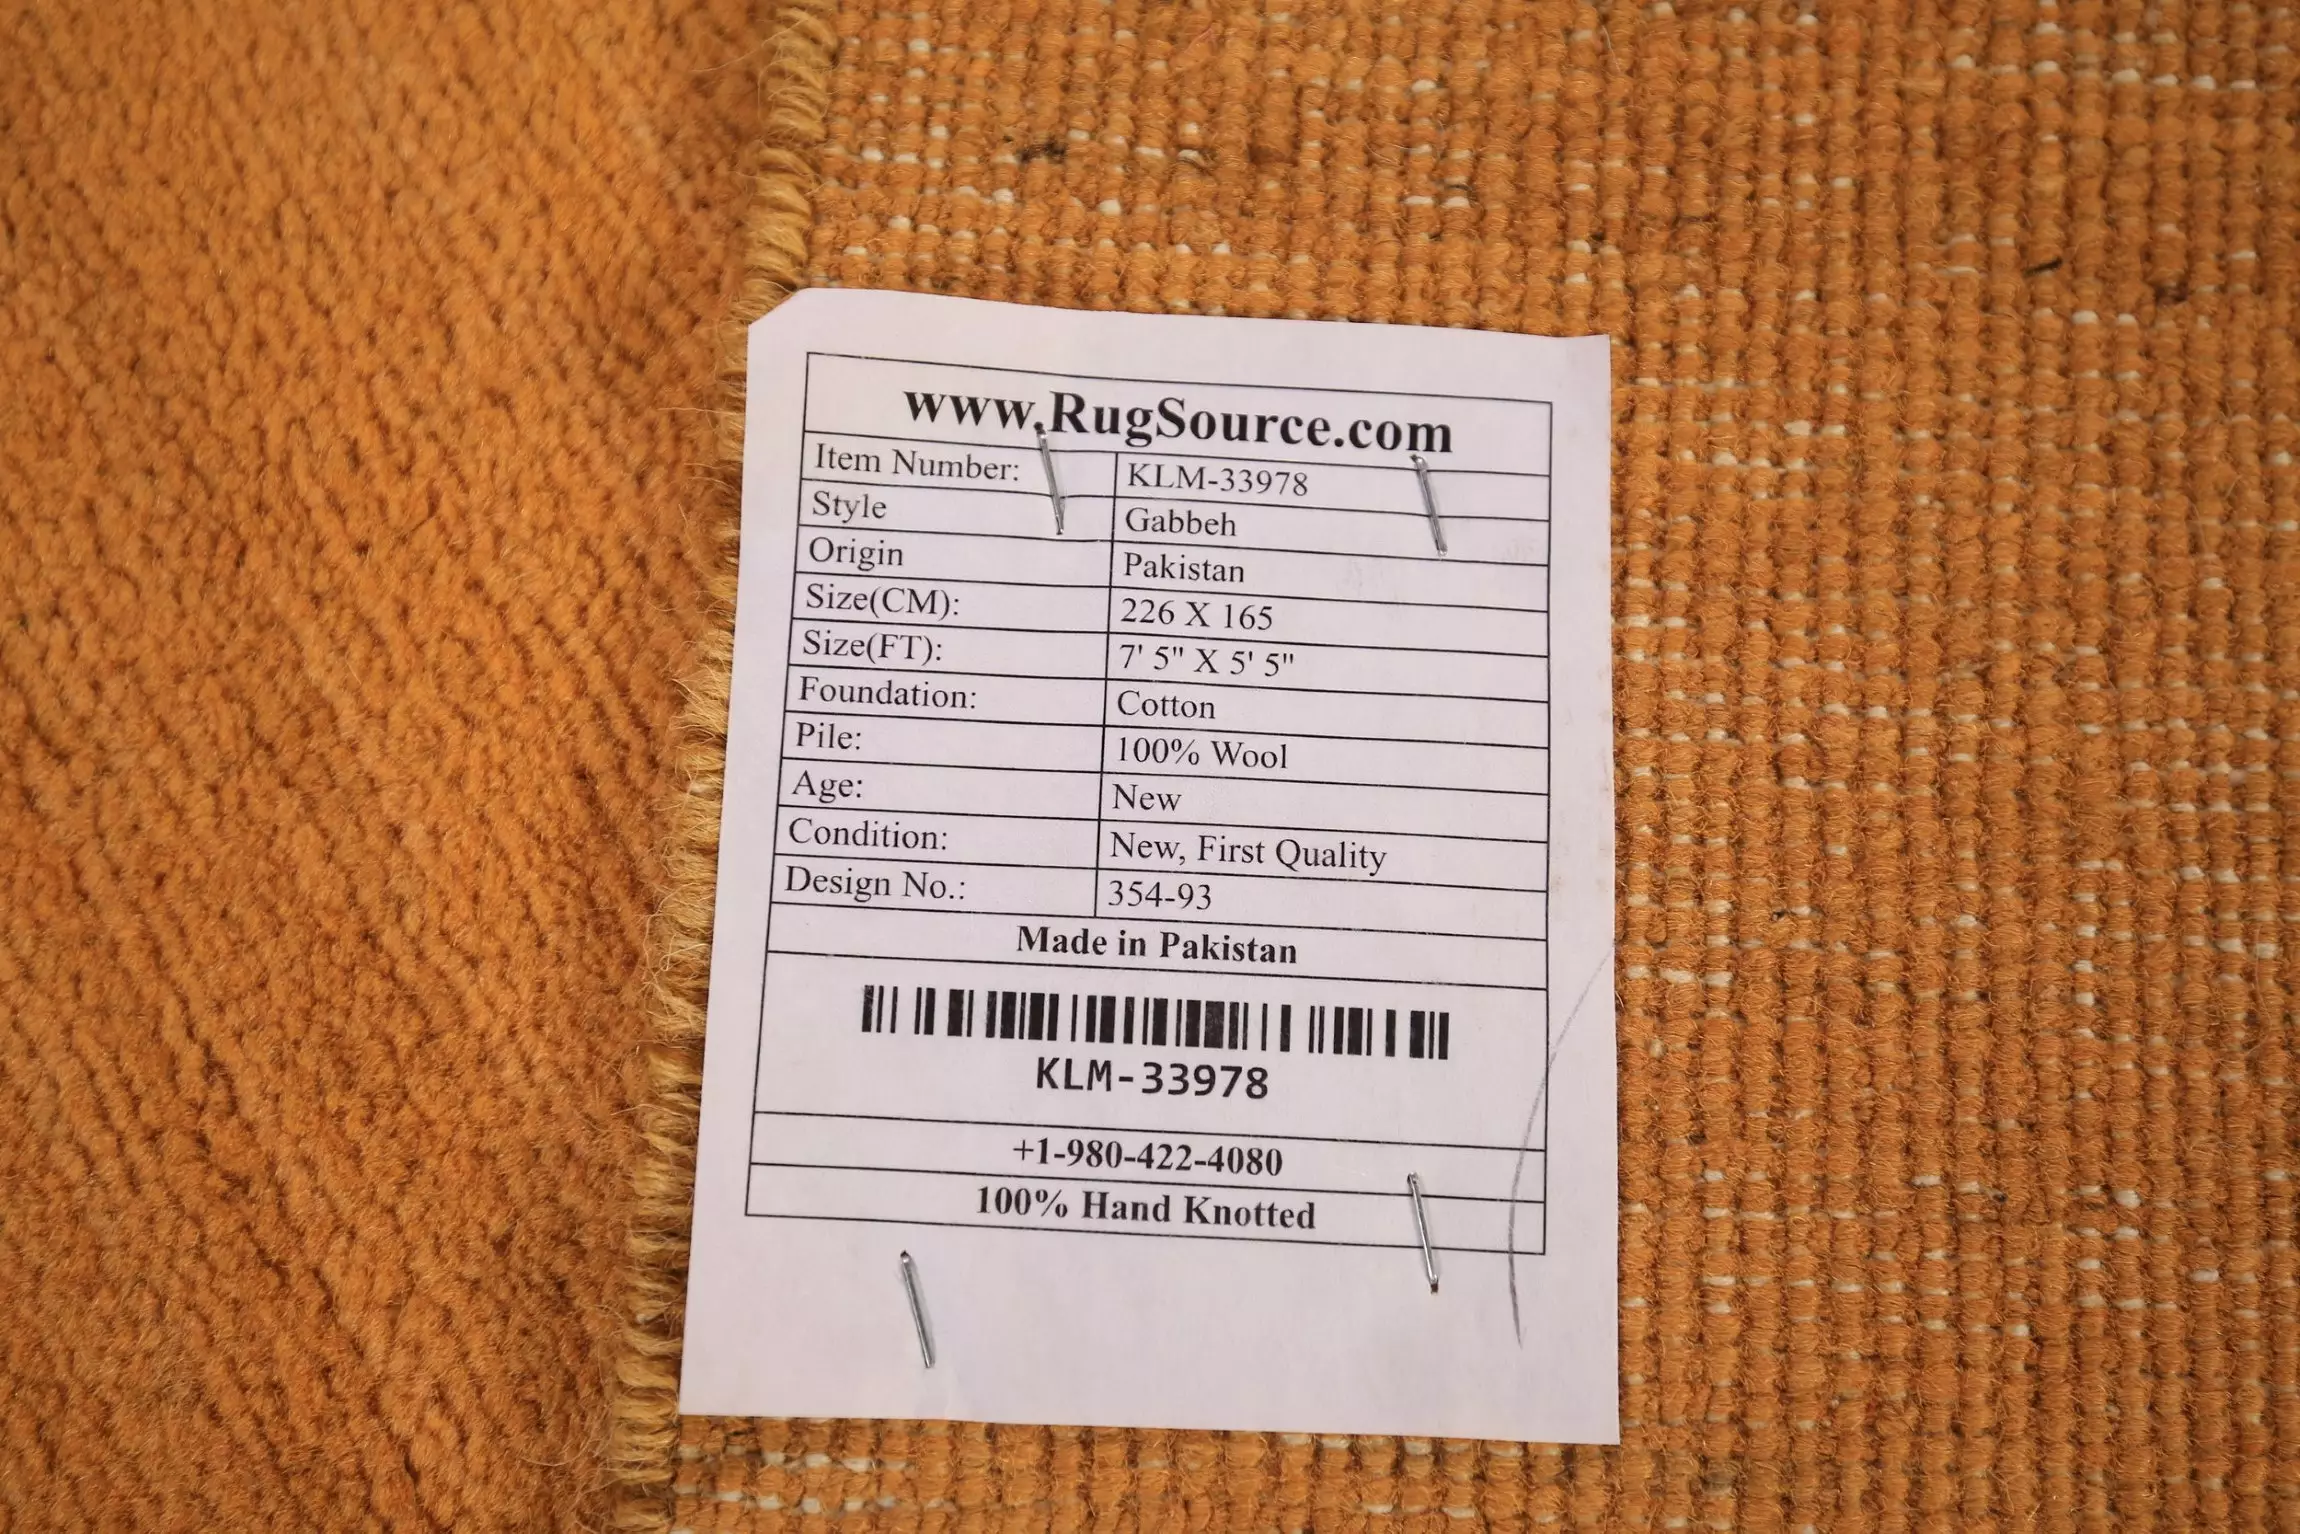 www.RugSource.com
Item Number: KLM-33978
Style Gabbeh
Origin Pakistan
Size(CM): 226 X 165
Size(FT): 7' 5" X 5' 5"
Foundation: Cotton
Pile: 100% Wool
Age: New
Condition: New, First Quality
Design No.: 354-93
Made in Pakistan
KLM-33978
+1-980-422-4080
100% Hand Knotted